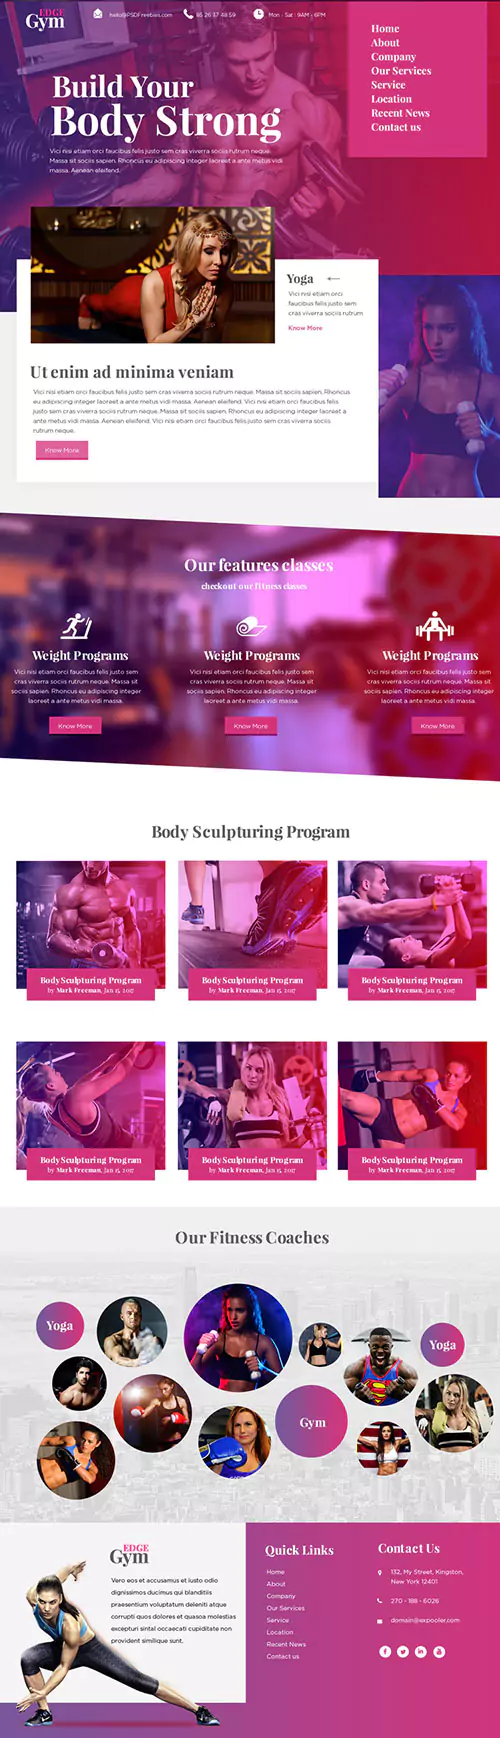 EDGE
Gym
hello@PSDFreebies.com
85 26 37 48 59
Mon - Sat : 9AM - 6PM
Home
About
Company
Our Services
Service
Location
Recent News
Contact us
Build Your
Body Strong
Vici nisi etiam orci faucibus felis justo sem cras viverra sociis rutrum neque.
Massa sit sociis sapien. Rhoncus eu adipiscing integer laoreet a ante metus vidi
massa. Aenean eleifend.
Yoga
Vici nisi etiam orci
faucibus felis justo sem
cras viverra sociis rutrum
Know More
Ut enim ad minima veniam
Vici nisi etiam orci faucibus felis justo sem cras viverra sociis rutrum neque. Massa sit sociis sapien. Rhoncus
eu adipiscing integer laoreet a ante metus vidi massa. Aenean eleifend. Vici nisi etiam orci faucibus felis
justo sem cras viverra sociis rutrum neque. Massa sit sociis sapien. Rhoncus eu adipiscing integer laoreet a
ante metus vidi massa. Aenean eleifend. Vici nisi etiam orci faucibus felis justo sem cras viverra sociis
rutrum neque.
Know More
Our features classes
checkout our fitness classes
Weight Programs
Vici nisi etiam orci faucibus felis justo sem
cras viverra sociis rutrum neque. Massa sit
sociis sapien. Rhoncus eu adipiscing integer
laoreet a ante metus vidi massa.
Know More
Weight Programs
Vici nisi etiam orci faucibus felis justo sem
cras viverra sociis rutrum neque. Massa sit
sociis sapien. Rhoncus eu adipiscing integer
laoreet a ante metus vidi massa.
Know More
Weight Programs
Vici nisi etiam orci faucibus felis justo sem
cras viverra sociis rutrum neque. Massa sit
sociis sapien. Rhoncus eu adipiscing integer
laoreet a ante metus vidi massa.
Know More
Body Sculpturing Program
Body Sculpturing Program
by Mark Freeman, Jan 15, 2017
Body Sculpturing Program
by Mark Freeman, Jan 15, 2017
Body Sculpturing Program
by Mark Freeman, Jan 15, 2017
Body Sculpturing Program
by Mark Freeman, Jan 15, 2017
Body Sculpturing Program
by Mark Freeman, Jan 15, 2017
Body Sculpturing Program
by Mark Freeman, Jan 15, 2017
Our Fitness Coaches
Yoga
Yoga
Gym
EDGE
Gym
Vero eos et accusamus et iusto odio
dignissimos ducimus qui blanditiis
praesentium voluptatum deleniti atque
corrupti quos dolores et quasoa molestias
excepturi sintal occaecati cupiditate non
provident similique sunt.
Quick Links
Home
About
Company
Our Services
Service
Location
Recent News
Contact us
Contact Us
132, My Street, Kingston,
New York 12401
270 - 188 - 6026
domain@expooler.com